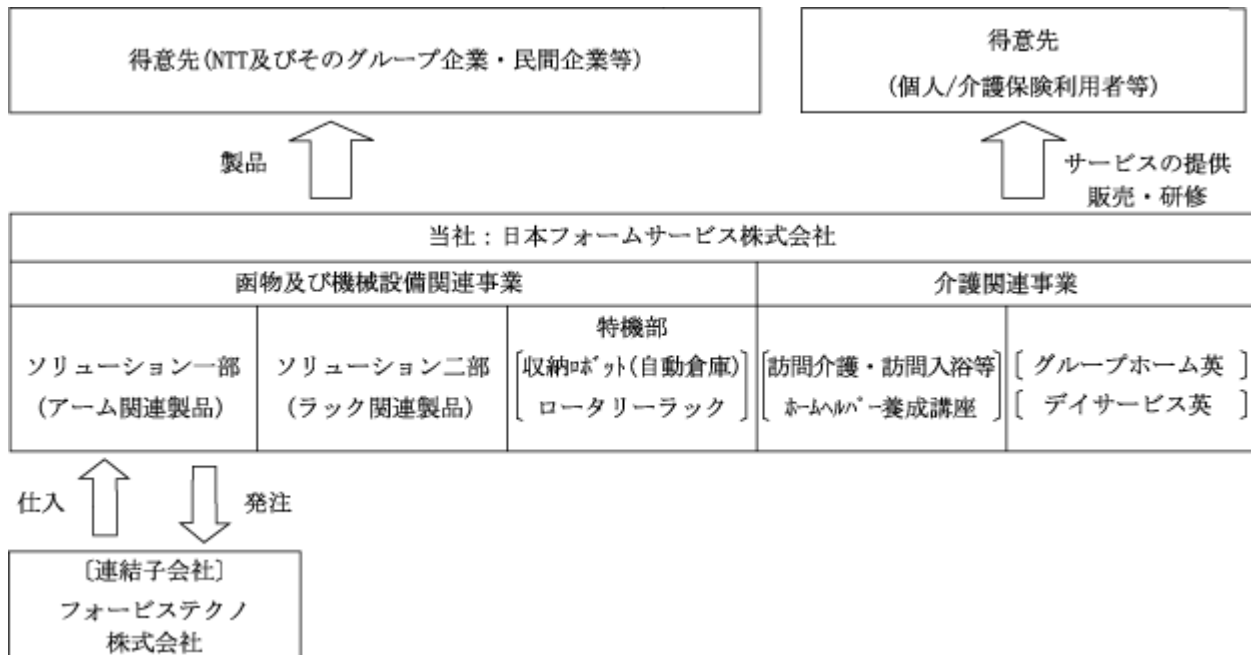 得意先(NTT及びそのグループ企業・民間企業等)
得意先
(個人/介護保険利用者等)
製品
サービスの提供
販売・研修
当社：日本フォームサービス株式会社
函物及び機械設備関連事業
介護関連事業
ソリューション一部
(アーム関連製品)
ソリューション二部
(ラック関連製品)
特機部
収納ﾛﾎﾞｯﾄ(自動倉庫)
ロータリーラック
訪問介護・訪問入浴等
ﾎｰﾑﾍﾙﾊﾟｰ養成講座
グループホーム英
デイサービス英
仕入
発注
〔連結子会社〕
フォービステクノ
株式会社